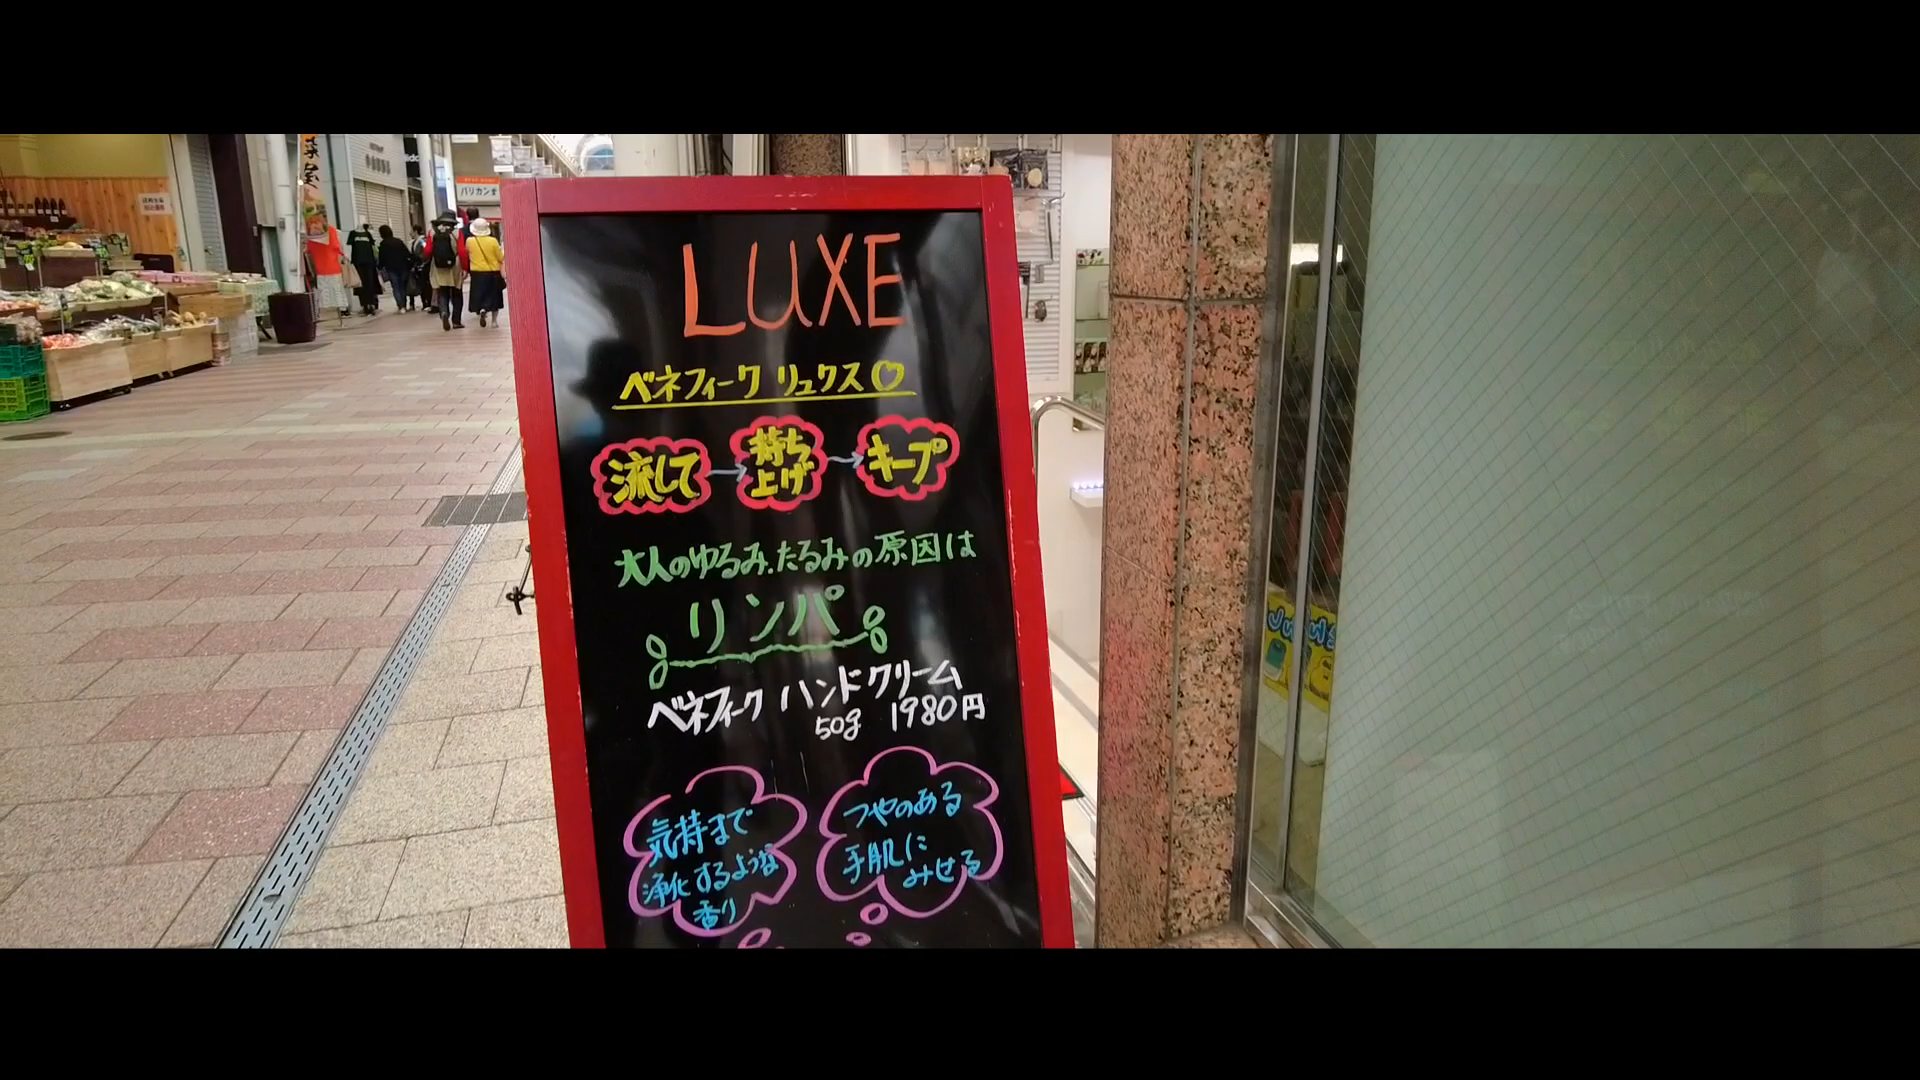 LUXE
ベネフィーク リュクス
流して → 持ち上げ → キープ
大人のゆるみ.たるみの原因は
リンパ
ベネフィーク ハンドクリーム
50g 1980円
気持まで
浄化するような
香り
つやのある
手肌に
みせる
バリカン